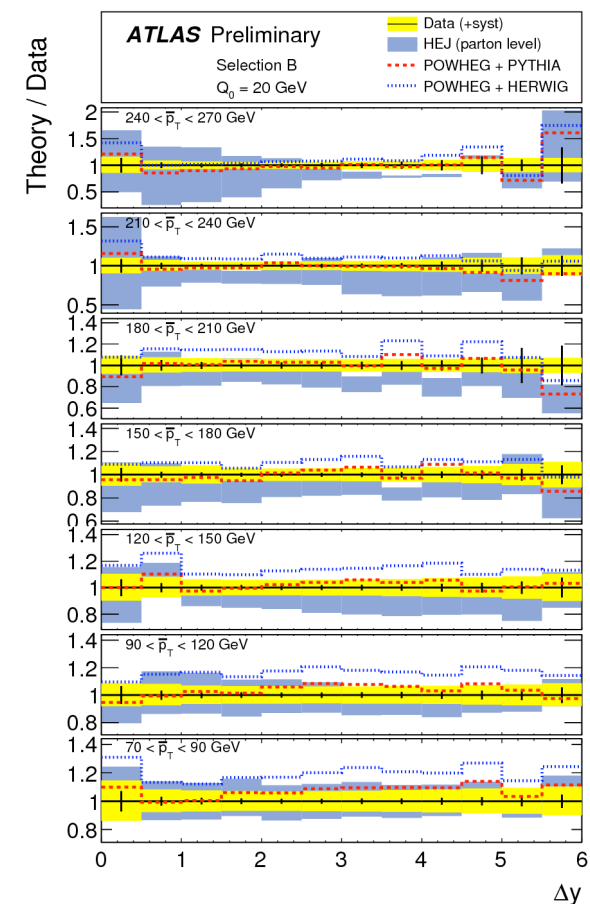 ATLAS Preliminary
Selection B
Q0 = 20 GeV
Data (+syst)
HEJ (parton level)
POWHEG + PYTHIA
POWHEG + HERWIG
Theory / Data
240 < p̅T < 270 GeV
2
1.5
1
0.5
210 < p̅T < 240 GeV
1.5
1
0.5
180 < p̅T < 210 GeV
1.4
1.2
1
0.8
0.6
150 < p̅T < 180 GeV
1.4
1.2
1
0.8
0.6
120 < p̅T < 150 GeV
1.4
1.2
1
0.8
90 < p̅T < 120 GeV
1.4
1.2
1
0.8
70 < p̅T < 90 GeV
1.4
1.2
1
0.8
0 1 2 3 4 5 6
Δy